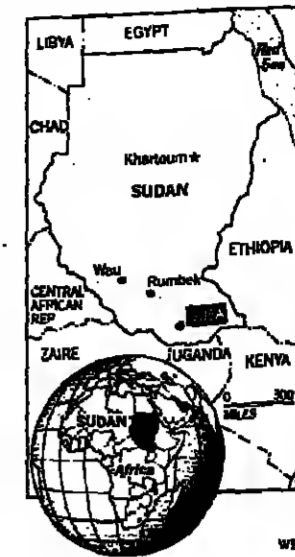 EGYPT
LIBYA
Red
Sea
CHAD
Khartoum
SUDAN
ETHIOPIA
Wau
Rumbek
CENTRAL
AFRICAN
REP.
ZAIRE
UGANDA
KENYA
0 300
MILES
SUDAN
Africa